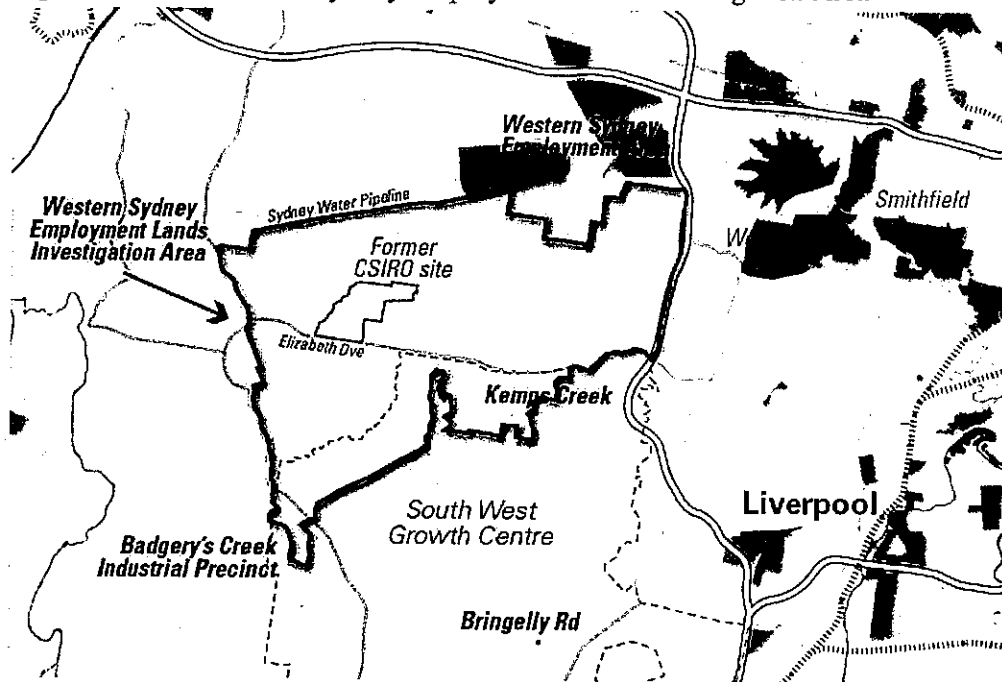 Western Sydney
Employment Area
Western Sydney
Employment Lands
Investigation Area
Sydney Water Pipeline
Smithfield
W
Former
CSIRO site
Elizabeth Dve
Kemps Creek
South West
Growth Centre
Liverpool
Badgery's Creek
Industrial Precinct
Bringelly Rd